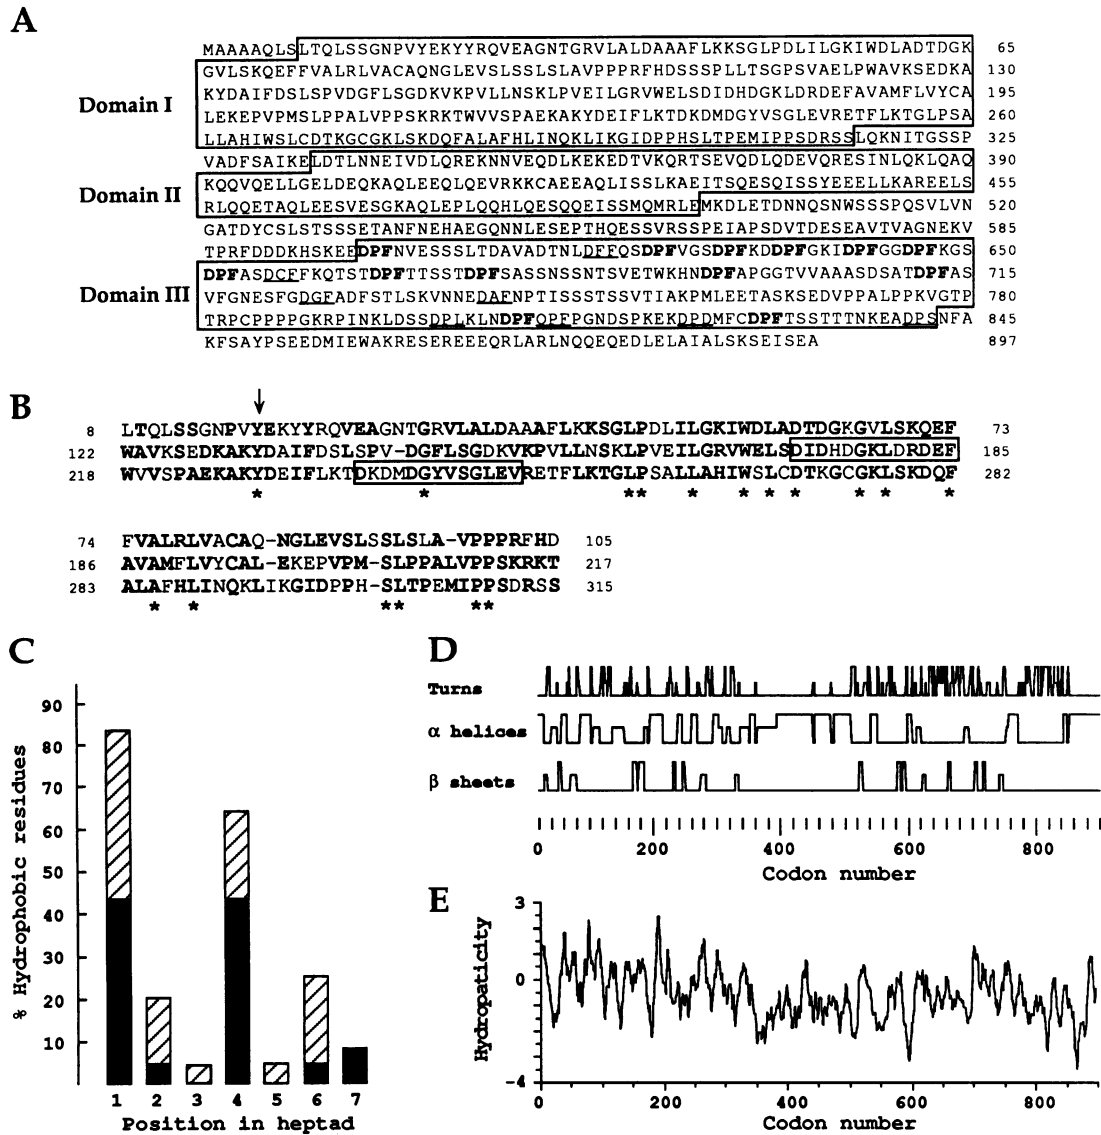 A
MAAAAQLSLTQLSSGNPVYEKYYRQVEAGNTGRVLALDAAAFLKKSGLPDLILGKIWDLADTDGK 65
GVLSKQEFFVALRLVACAQNGLEVSLSSLSLAVPPPRFHDSSSPLLTSGPSVAELPWAVKSEDKA 130
Domain I
KYDAIFDSLSPVDGFLSGDKVKPVLLNSKLPVEILGRVWELSDIDHDGKLDRDEFAVAMFLVYCA 195
LEKEPVPMSLPPALVPPSKRKTWVVSPAEKAKYDEIFLKTDKDMDGYVSGLEVRETFLKTGLPSA 260
LLAHIWSLCDTKGCGKLSKDQFALAFHLINQKLIKGIDPPHSLTPEMIPPSDRSSLQKNITGSSP 325
VADFSAIKELDTLNNEIVDLQREKNNVEQDLKEKEDTVKQRTSEVQDLQDEVQRESINLQKLQAQ 390
KQQVQELLGELDEQKAQLEEQLQEVRKKCAEEAQLISSLKAEITSQESQISSYEEELLKAREELS 455
Domain II
RLQQETAQLEESVESGKAQLEPLQQHLQESQQEISSMQMRLEMKDLETDNNQSNWSSSPQSVLVN 520
GATDYCSLSTSSSETANFNEHAEGQNNLESEPTHQESSVRSSPEIAPSDVTDESEAVTVAGNEKV 585
TPRFDDDKHSKEEFDPFNVESSSLTDAVADTNLDFFQSDPFVGSDPFKDDPFGKIDPFGGDPFKGS 650
DPFASDCFFKQTSTDPFTTSSTDPFSASSNSSNTSVETWKHNDPFAPGGTVVAAASDSATDPFAS 715
Domain III
VFGNESFGDGFADFSTLSKVNNEDAFNPTISSSTSSVTIAKPMLEETASKSEDVPPALPPKVGTP 780
TRPCPPPPGKRPINKLDSSDPLKLNDPFQPFPGNDSPKEKDPDMFCDPFTSSTTTNKEADPSNFA 845
KFSAYPSEEDMIEWAKRESEREEEQRLARLNQQEQEDLELAIALSKSEISEA 897
B
8 LTQLSSGNPVYEKYYRQVEAGNTGRVLALDAAAFLKKSGLPDLILGKIWDLADTDGKGVLSKQEF 73
122 WAVKSEDKAKYDAIFDSLSPV-DGFLSGDKVKPVLLNSKLPVEILGRVWELSDIDHDGKLDRDEF 185
218 WVVSPAEKAKYDEIFLKTDKDMDGYVSGLEVRETFLKTGLPSALLAHIWSLCDTKGCGKLSKDQF 282
* * ** * * * * * * *
74 FVALRLVACAQ-NGLEVSLSSLSLA-VPPPRFHD 105
186 AVAMFLVYCAL-EKEPVPM-SLPPALVPPSKRKT 217
283 ALAFHLINQKLIKGIDPPH-SLTPEMIPPSDRSS 315
* * ** **
C
% Hydrophobic residues
90
80
70
60
50
40
30
20
10
1 2 3 4 5 6 7
Position in heptad
D
Turns
α helices
β sheets
0 200 400 600 800
Codon number
E
Hydropaticity
3
0
-4
0 200 400 600 800
Codon number